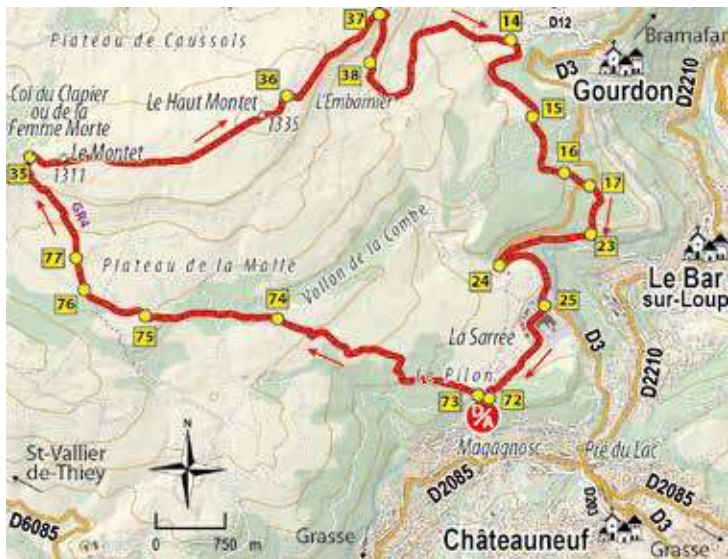 37
14
D12
Bramafan
Plateau de Caussols
D3
D2210
38
Gourdon
36
L'Embarnier
Col du Clapier
ou de la
Femme Morte
Le Haut Montet
1335
15
Le Montet
16
35
1311
17
GR4
23
77
Plateau de la Malle
Vallon de la Combe
24
Le Bar
sur-Loup
76
74
25
75
La Sarrée
D3
D2210
Le Pilon
73
72
D/A
N
St-Vallier
de-Thiey
Magagnosc
Pré du Lac
D2085
D2085
D203
D3
0 750 m
D6085
Grasse
Châteauneuf
Grasse